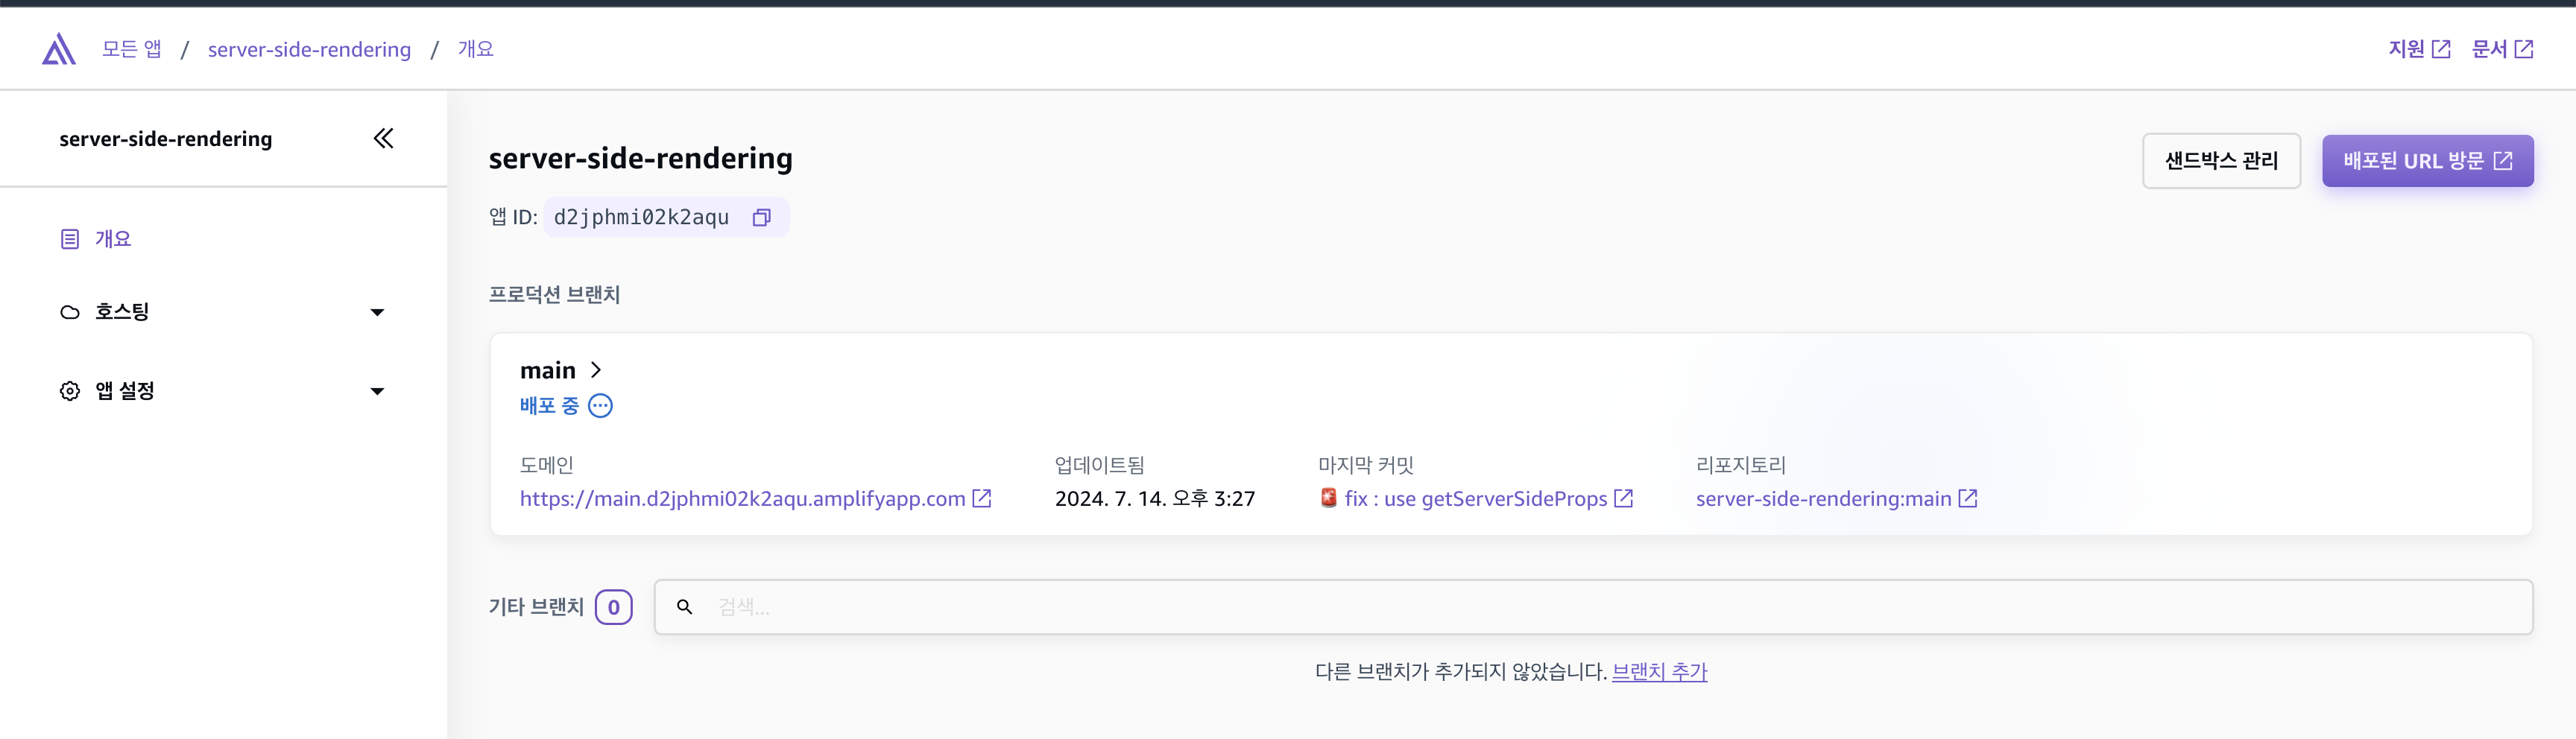 모든 앱 / server-side-rendering / 개요
지원 문서
server-side-rendering
개요
호스팅
앱 설정
server-side-rendering
샌드박스 관리
배포된 URL 방문
앱 ID: d2jphmi02k2aqu
프로덕션 브랜치
main
배포 중
도메인
https://main.d2jphmi02k2aqu.amplifyapp.com
업데이트됨
2024. 7. 14. 오후 3:27
마지막 커밋
🚨 fix : use getServerSideProps
리포지토리
server-side-rendering:main
기타 브랜치 0
검색...
다른 브랜치가 추가되지 않았습니다. 브랜치 추가